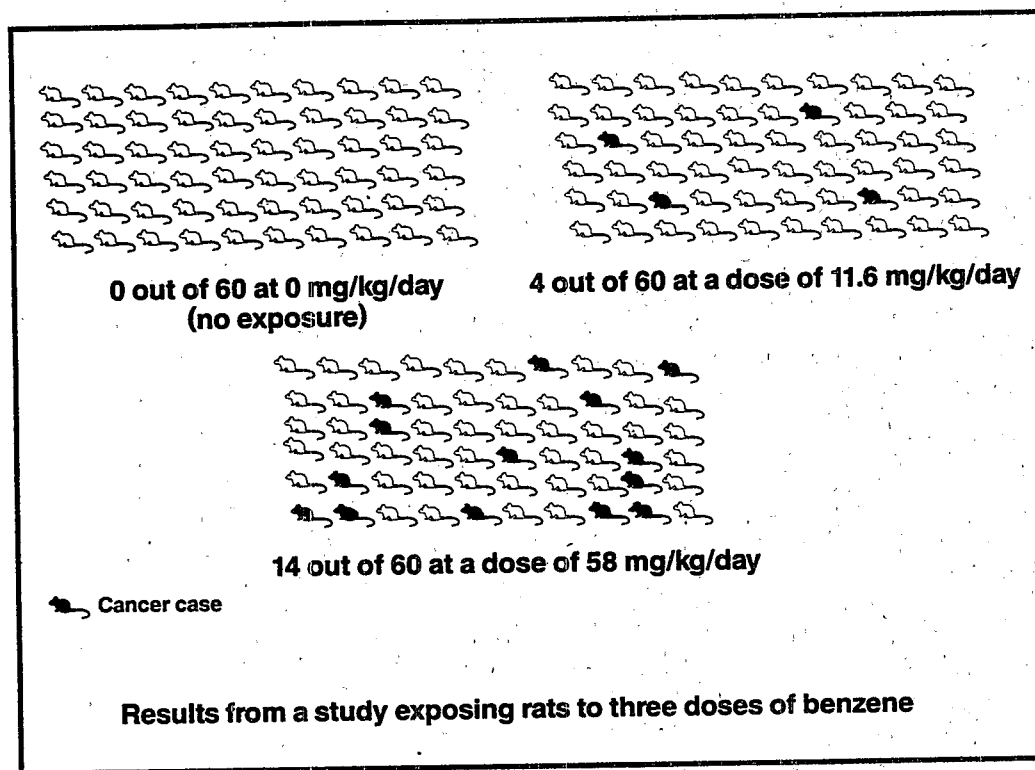 0 out of 60 at 0 mg/kg/day
(no exposure)
4 out of 60 at a dose of 11.6 mg/kg/day
14 out of 60 at a dose of 58 mg/kg/day
Cancer case
Results from a study exposing rats to three doses of benzene